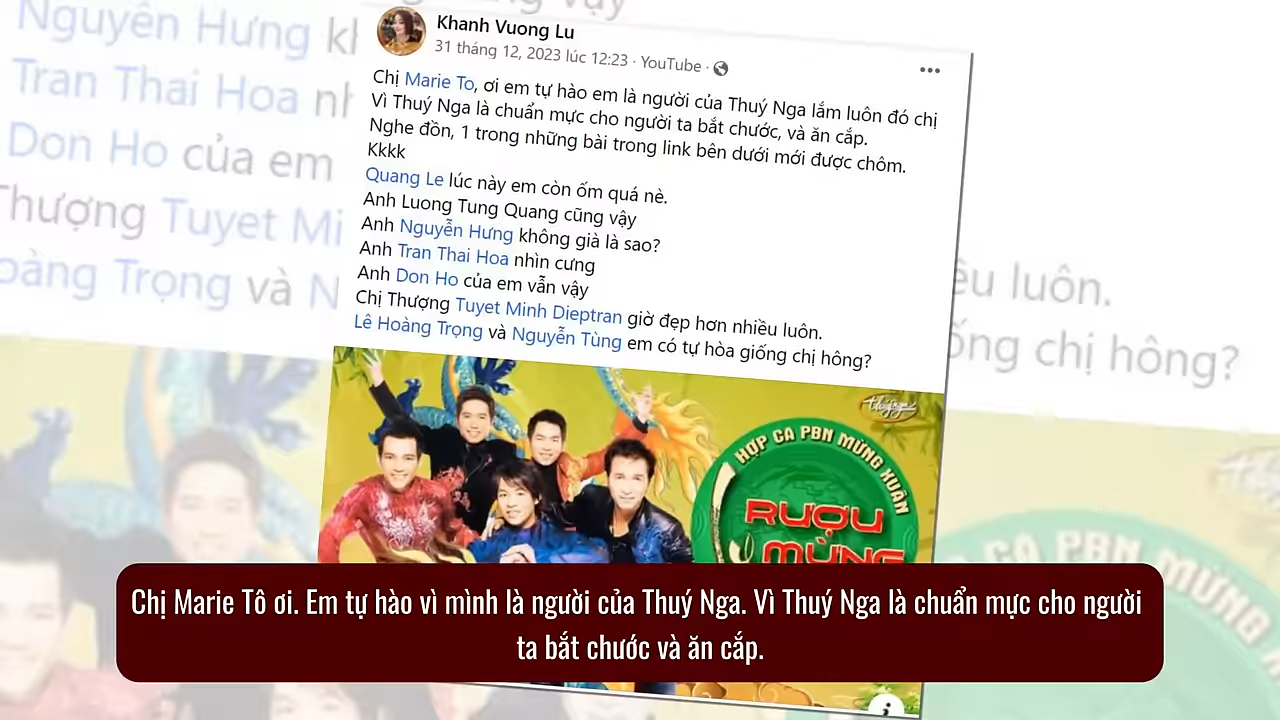 Khanh Vuong Lu
31 tháng 12, 2023 lúc 12:23 · YouTube ·
Chị Marie To, ơi em tự hào em là người của Thuý Nga lắm luôn đó chị
Vì Thuý Nga là chuẩn mực cho người ta bắt chước, và ăn cắp.
Nghe đồn, 1 trong những bài trong link bên dưới mới được chôm.
Kkkk
Quang Le lúc này em còn ốm quá nè.
Anh Luong Tung Quang cũng vậy
Anh Nguyễn Hưng không già là sao?
Anh Tran Thai Hoa nhìn cưng
Anh Don Ho của em vẫn vậy
Chị Thượng Tuyet Minh Dieptran giờ đẹp hơn nhiều luôn.
Lê Hoàng Trọng và Nguyễn Tùng em có tự hòa giống chị hông?
Thuý Nga
HỢP CA PBN MỪNG XUÂN
RƯỢU
MỪNG
Chị Marie Tô ơi. Em tự hào vì mình là người của Thuý Nga. Vì Thuý Nga là chuẩn mực cho người
ta bắt chước và ăn cắp.
Nguyễn Hưng
Tran Thai Hoa
Don Ho của em
Thượng Tuyet
Trọng và
luôn.
giống chị hông?